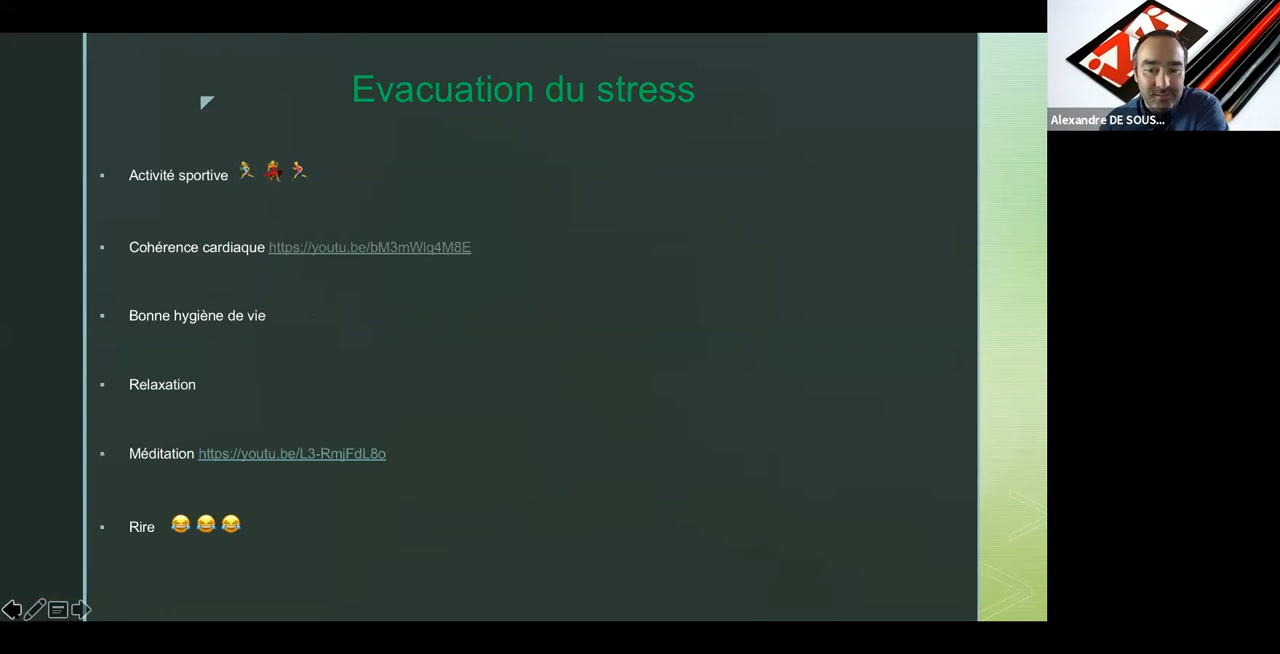 Evacuation du stress
Alexandre DE SOUS...
Activité sportive
Cohérence cardiaque https://youtu.be/bM3mWlq4M8E
Bonne hygiène de vie
Relaxation
Méditation https://youtu.be/L3-RmjFdL8o
Rire 😂😂😂